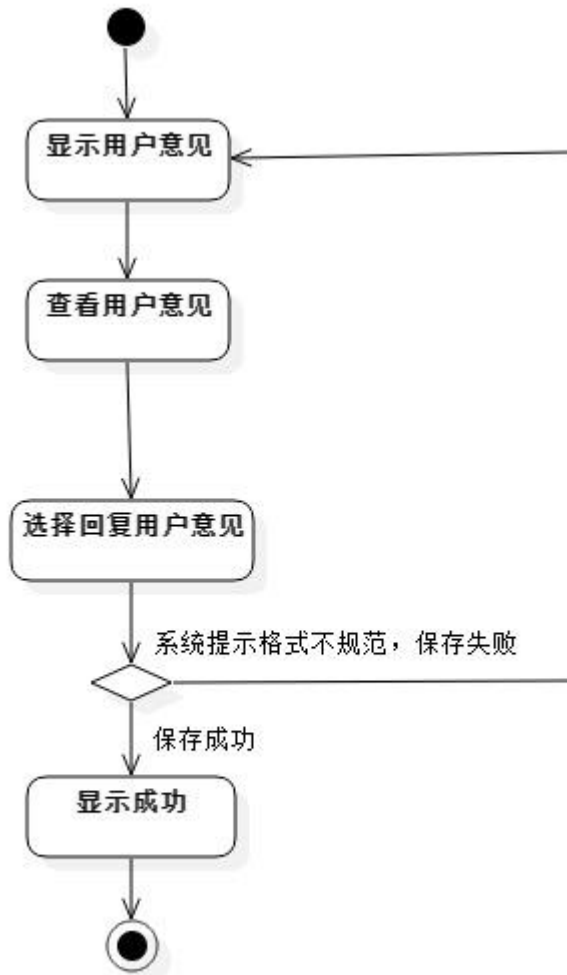 显示用户意见
查看用户意见
选择回复用户意见
系统提示格式不规范，保存失败
保存成功
显示成功